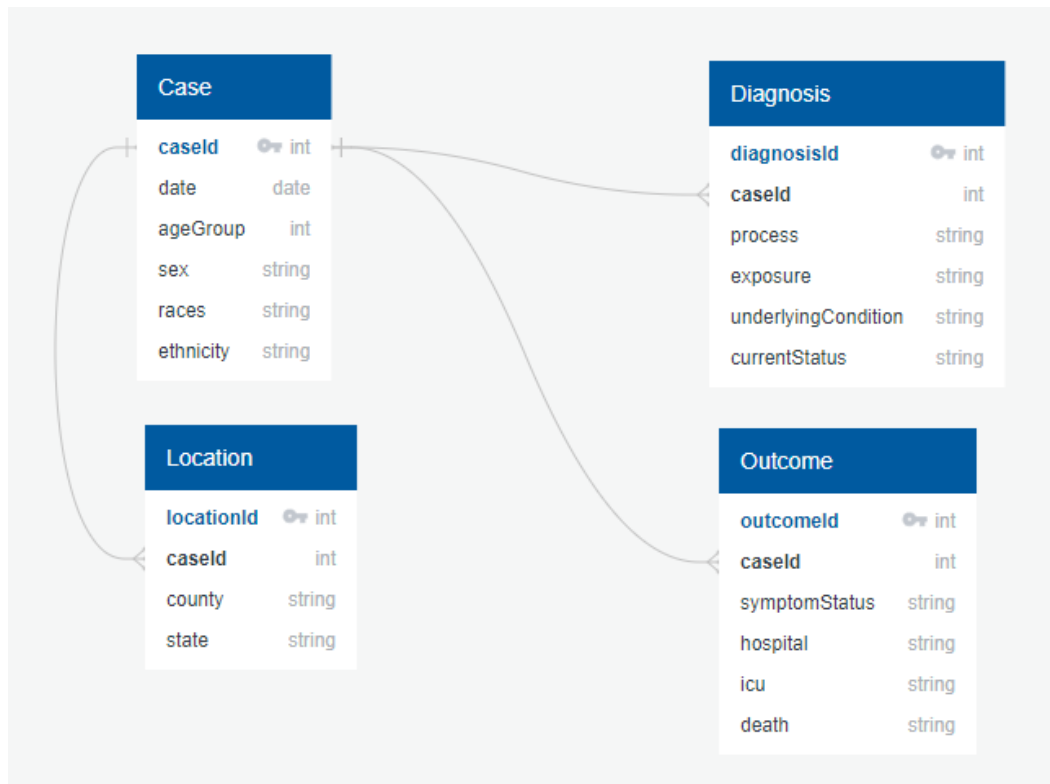 Case
caseId int
date date
ageGroup int
sex string
races string
ethnicity string
Diagnosis
diagnosisId int
caseId int
process string
exposure string
underlyingCondition string
currentStatus string
Location
locationId int
caseId int
county string
state string
Outcome
outcomeId int
caseId int
symptomStatus string
hospital string
icu string
death string